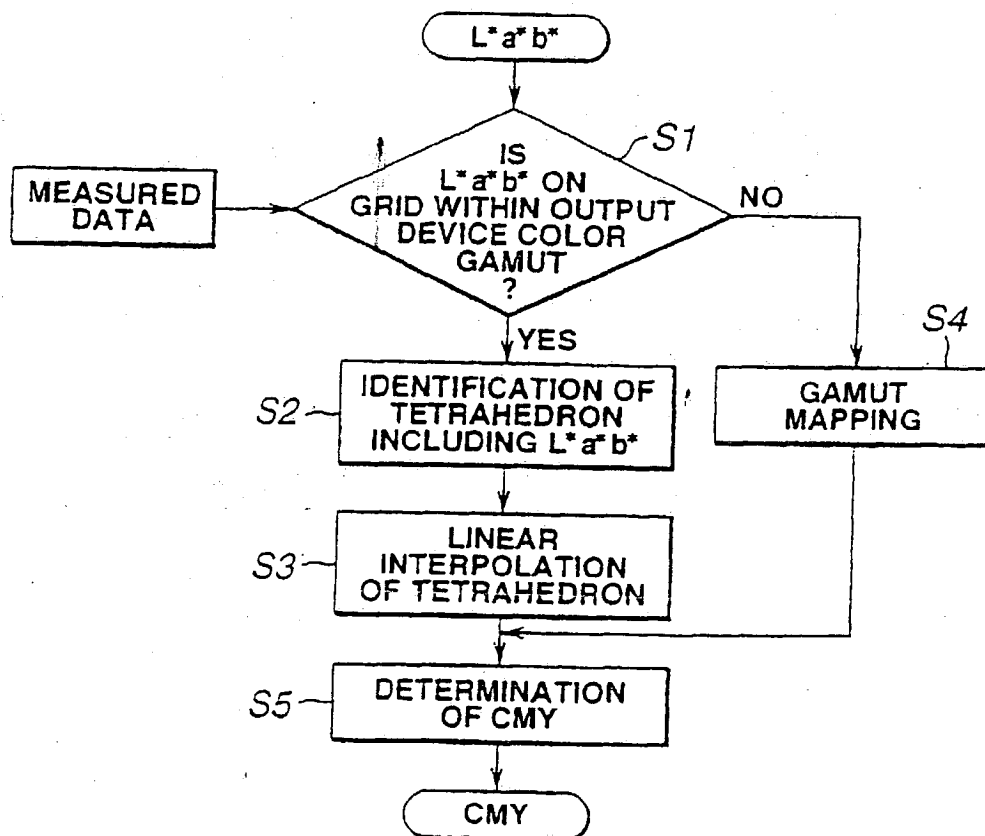 L*a*b*
S1
IS
L*a*b* ON
GRID WITHIN OUTPUT
DEVICE COLOR
GAMUT
?
MEASURED
DATA
NO
YES
S4
GAMUT
MAPPING
S2
IDENTIFICATION OF
TETRAHEDRON
INCLUDING L*a*b*
S3
LINEAR
INTERPOLATION
OF TETRAHEDRON
S5
DETERMINATION
OF CMY
CMY